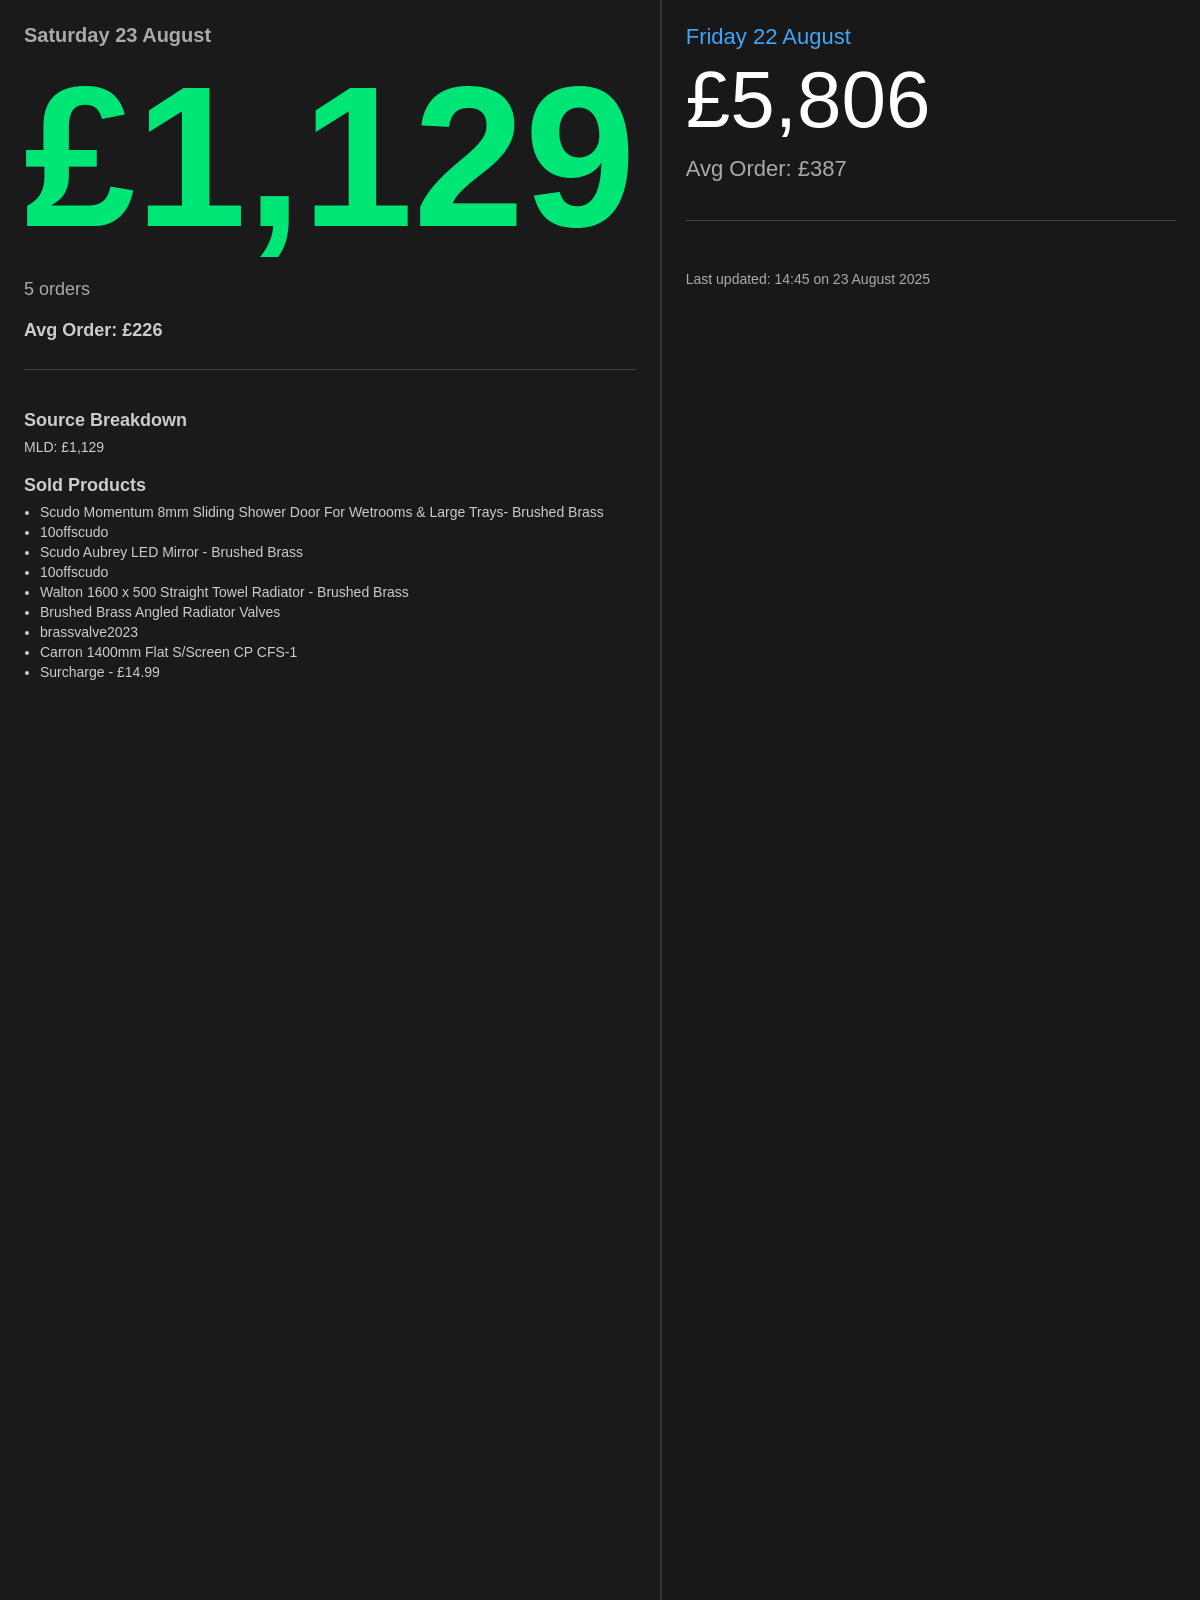 Saturday 23 August
£1,129
5 orders
Avg Order: £226
Source Breakdown
MLD: £1,129
Sold Products
• Scudo Momentum 8mm Sliding Shower Door For Wetrooms & Large Trays- Brushed Brass
• 10offscudo
• Scudo Aubrey LED Mirror - Brushed Brass
• 10offscudo
• Walton 1600 x 500 Straight Towel Radiator - Brushed Brass
• Brushed Brass Angled Radiator Valves
• brassvalve2023
• Carron 1400mm Flat S/Screen CP CFS-1
• Surcharge - £14.99
Friday 22 August
£5,806
Avg Order: £387
Last updated: 14:45 on 23 August 2025